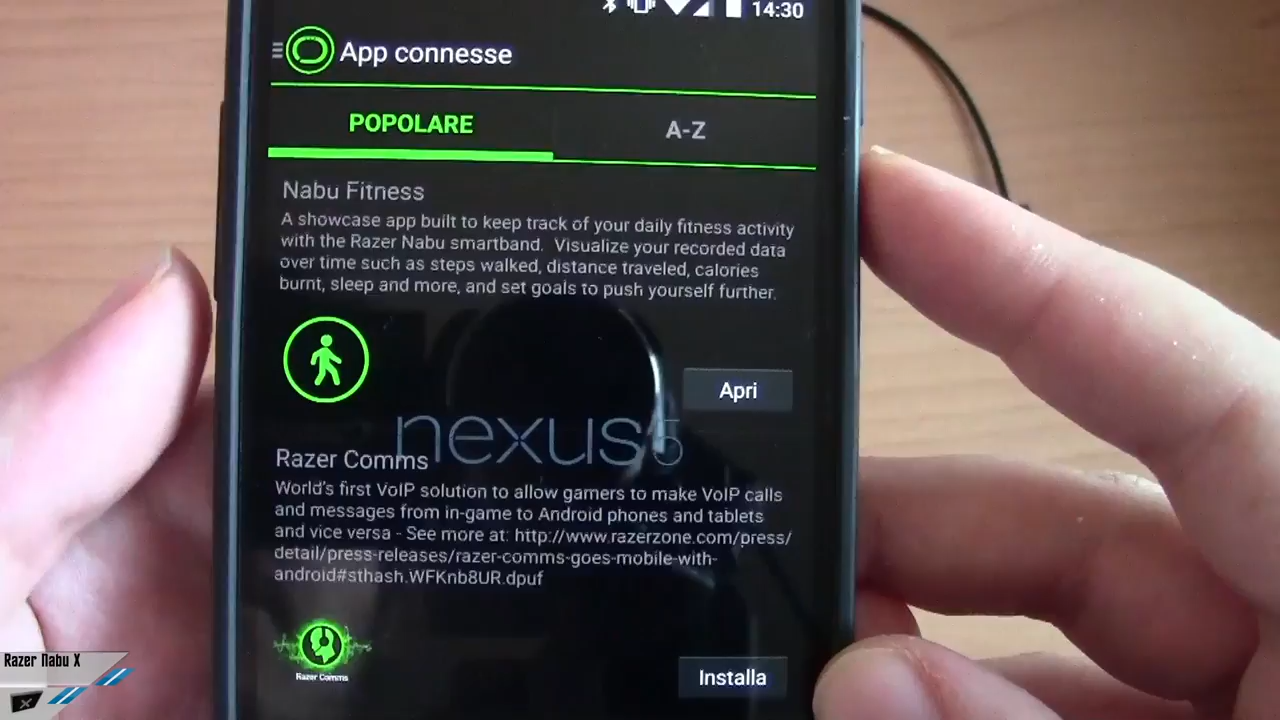 14:30
App connesse
POPOLARE
A-Z
Nabu Fitness
A showcase app built to keep track of your daily fitness activity
with the Razer Nabu smartband. Visualize your recorded data
over time such as steps walked, distance traveled, calories
burnt, sleep and more, and set goals to push yourself further.
Apri
nexus 5
Razer Comms
World's first VoIP solution to allow gamers to make VoIP calls
and messages from in-game to Android phones and tablets
and vice versa - See more at: http://www.razerzone.com/press/
detail/press-releases/razer-comms-goes-mobile-with-
android#sthash.WFKnb8UR.dpuf
Razer Comms
Installa
Razer Nabu X